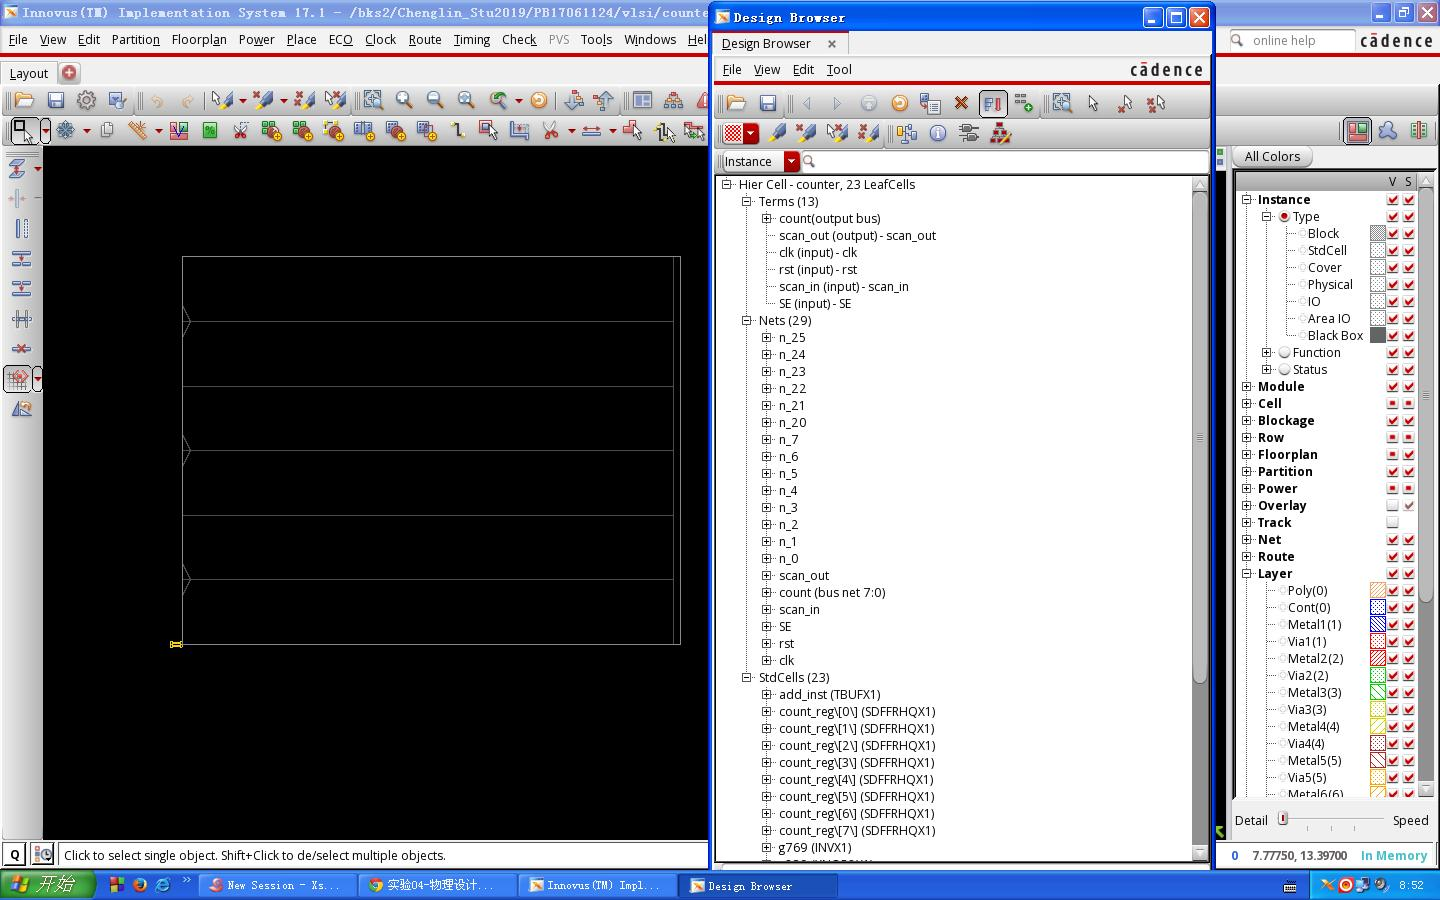 Innovus(TM) Implementation System 17.1 - /bks2/Chenglin_Stu2019/PB17061124/vlsi/counte
File View Edit Partition Floorplan Power Place ECO Clock Route Timing Check PVS Tools Windows Hel
online help
cādence
Layout
Design Browser
Design Browser
File View Edit Tool
cādence
Instance
Hier Cell - counter, 23 LeafCells
Terms (13)
count(output bus)
scan_out (output) - scan_out
clk (input) - clk
rst (input) - rst
scan_in (input) - scan_in
SE (input) - SE
Nets (29)
n_25
n_24
n_23
n_22
n_21
n_20
n_7
n_6
n_5
n_4
n_3
n_2
n_1
n_0
scan_out
count (bus net 7:0)
scan_in
SE
rst
clk
StdCells (23)
add_inst (TBUFX1)
count_reg\[0\] (SDFFRHQX1)
count_reg\[1\] (SDFFRHQX1)
count_reg\[2\] (SDFFRHQX1)
count_reg\[3\] (SDFFRHQX1)
count_reg\[4\] (SDFFRHQX1)
count_reg\[5\] (SDFFRHQX1)
count_reg\[6\] (SDFFRHQX1)
count_reg\[7\] (SDFFRHQX1)
g769 (INVX1)
All Colors
V S
Instance
Type
Block
StdCell
Cover
Physical
IO
Area IO
Black Box
Function
Status
Module
Cell
Blockage
Row
Floorplan
Partition
Power
Overlay
Track
Net
Route
Layer
Poly(0)
Cont(0)
Metal1(1)
Via1(1)
Metal2(2)
Via2(2)
Metal3(3)
Via3(3)
Metal4(4)
Via4(4)
Metal5(5)
Via5(5)
Metal6(6)
Detail Speed
Q Click to select single object. Shift+Click to de/select multiple objects.
0 7.77750, 13.39700 In Memory
开始 New Session - Xs... 实验04-物理设计... Innovus(TM) Impl... Design Browser 8:52